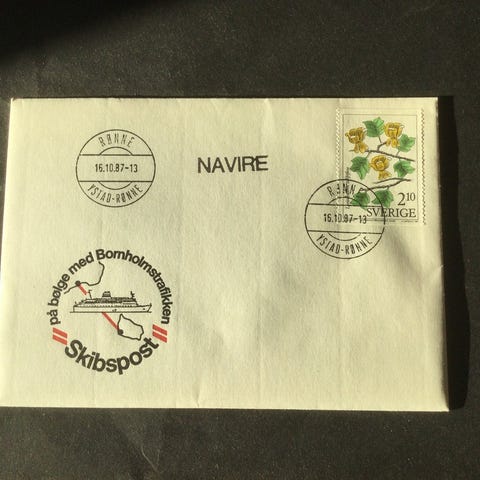 RØNNE
16.10.87-13
YSTAD-RØNNE
NAVIRE
2.10
SVERIGE
RØNNE
16.10.87-13
YSTAD-RØNNE
på bølge med Bornholmstrafikken
Skibspost